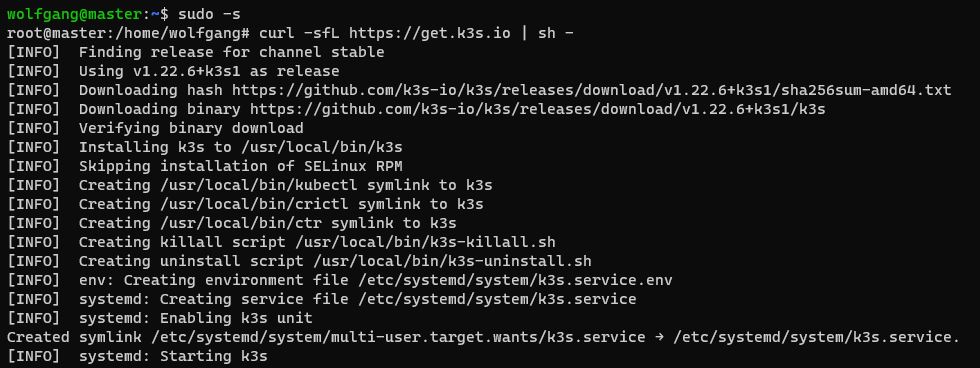 wolfgang@master:~$ sudo -s
root@master:/home/wolfgang# curl -sfL https://get.k3s.io | sh -
[INFO]  Finding release for channel stable
[INFO]  Using v1.22.6+k3s1 as release
[INFO]  Downloading hash https://github.com/k3s-io/k3s/releases/download/v1.22.6+k3s1/sha256sum-amd64.txt
[INFO]  Downloading binary https://github.com/k3s-io/k3s/releases/download/v1.22.6+k3s1/k3s
[INFO]  Verifying binary download
[INFO]  Installing k3s to /usr/local/bin/k3s
[INFO]  Skipping installation of SELinux RPM
[INFO]  Creating /usr/local/bin/kubectl symlink to k3s
[INFO]  Creating /usr/local/bin/crictl symlink to k3s
[INFO]  Creating /usr/local/bin/ctr symlink to k3s
[INFO]  Creating killall script /usr/local/bin/k3s-killall.sh
[INFO]  Creating uninstall script /usr/local/bin/k3s-uninstall.sh
[INFO]  env: Creating environment file /etc/systemd/system/k3s.service.env
[INFO]  systemd: Creating service file /etc/systemd/system/k3s.service
[INFO]  systemd: Enabling k3s unit
Created symlink /etc/systemd/system/multi-user.target.wants/k3s.service → /etc/systemd/system/k3s.service.
[INFO]  systemd: Starting k3s